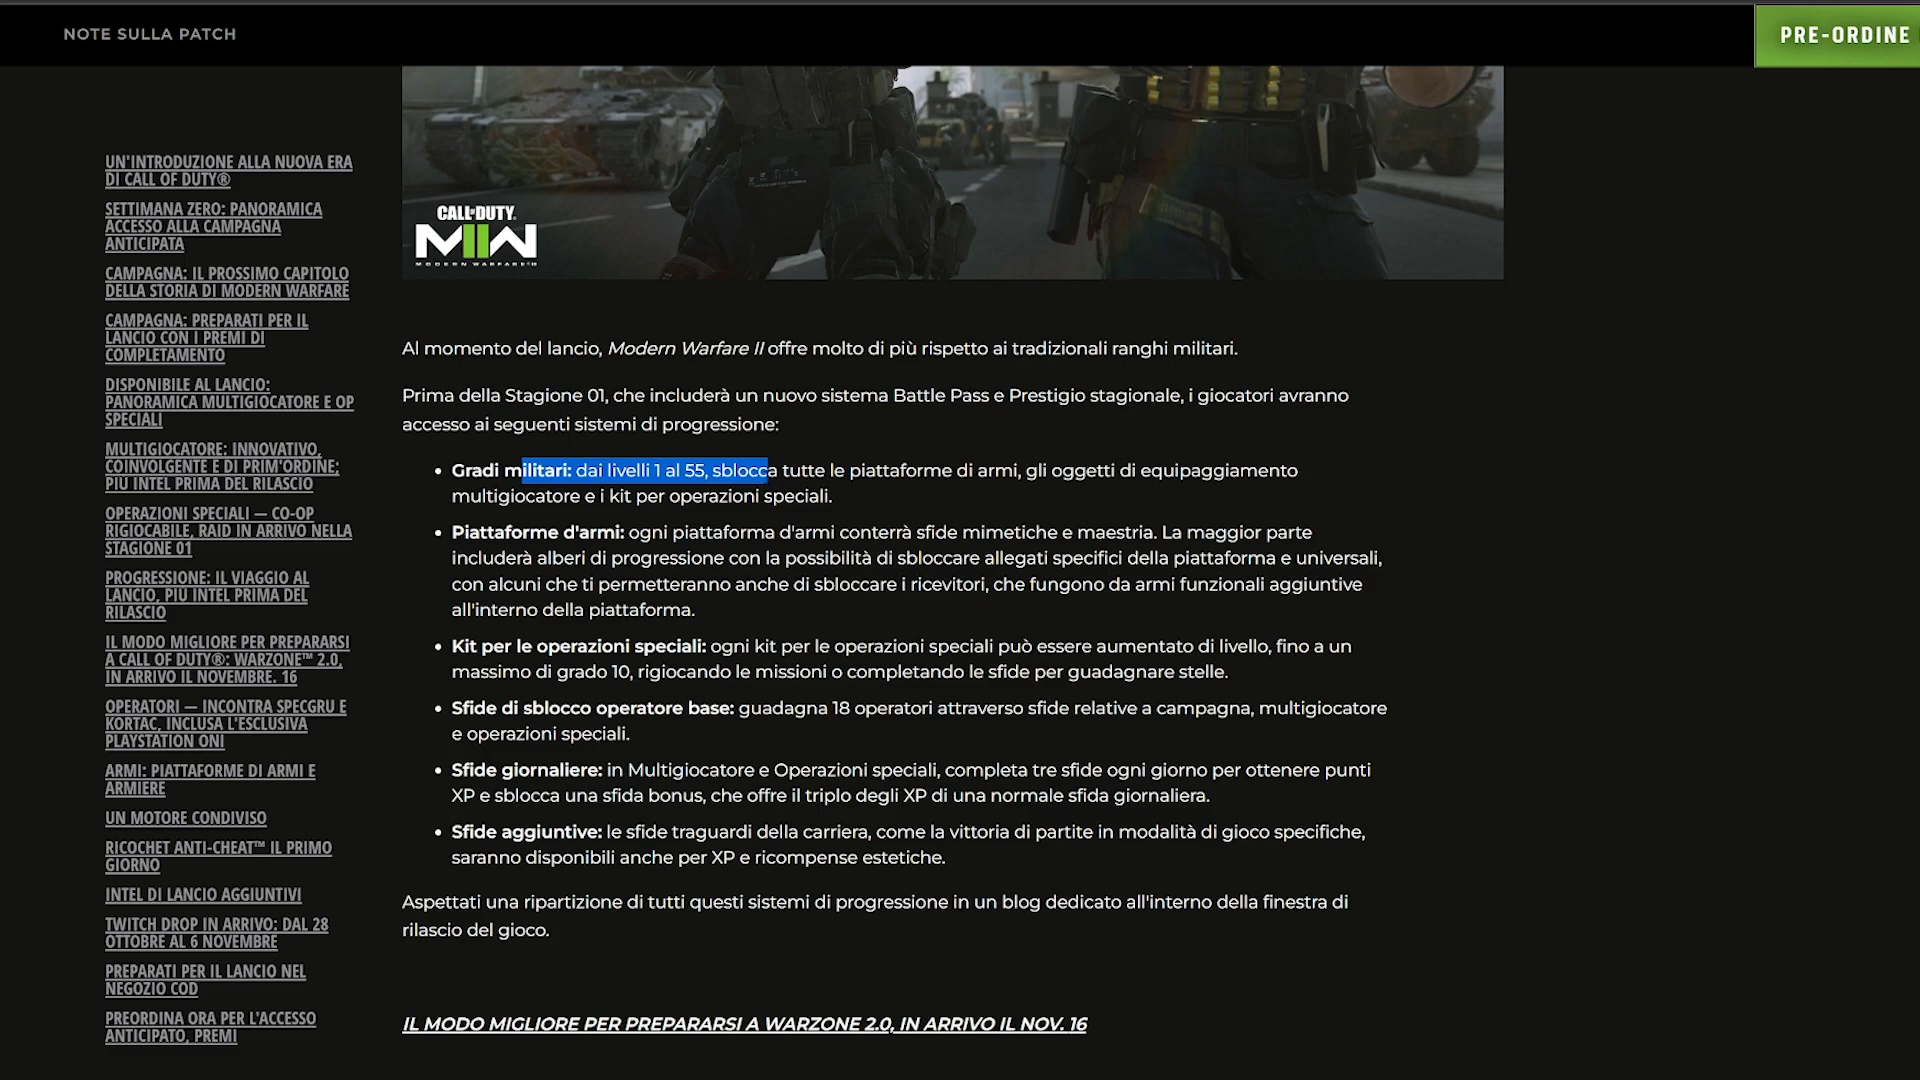 NOTE SULLA PATCH
PRE-ORDINE
UN'INTRODUZIONE ALLA NUOVA ERA
DI CALL OF DUTY®
SETTIMANA ZERO: PANORAMICA
ACCESSO ALLA CAMPAGNA
ANTICIPATA
CAMPAGNA: IL PROSSIMO CAPITOLO
DELLA STORIA DI MODERN WARFARE
CAMPAGNA: PREPARATI PER IL
LANCIO CON I PREMI DI
COMPLETAMENTO
DISPONIBILE AL LANCIO:
PANORAMICA MULTIGIOCATORE E OP
SPECIALI
MULTIGIOCATORE: INNOVATIVO,
COINVOLGENTE E DI PRIM'ORDINE;
PIÙ INTEL PRIMA DEL RILASCIO
OPERAZIONI SPECIALI — CO-OP
RIGIOCABILE, RAID IN ARRIVO NELLA
STAGIONE 01
PROGRESSIONE: IL VIAGGIO AL
LANCIO, PIÙ INTEL PRIMA DEL
RILASCIO
IL MODO MIGLIORE PER PREPARARSI
A CALL OF DUTY®: WARZONE™ 2.0,
IN ARRIVO IL NOVEMBRE. 16
OPERATORI — INCONTRA SPECGRU E
KORTAC, INCLUSA L'ESCLUSIVA
PLAYSTATION ONI
ARMI: PIATTAFORME DI ARMI E
ARMIERE
UN MOTORE CONDIVISO
RICOCHET ANTI-CHEAT™ IL PRIMO
GIORNO
INTEL DI LANCIO AGGIUNTIVI
TWITCH DROP IN ARRIVO: DAL 28
OTTOBRE AL 6 NOVEMBRE
PREPARATI PER IL LANCIO NEL
NEGOZIO COD
PREORDINA ORA PER L'ACCESSO
ANTICIPATO, PREMI
CALL OF DUTY.
MIIW
MODERN WARFARE II
Al momento del lancio, Modern Warfare II offre molto di più rispetto ai tradizionali ranghi militari.
Prima della Stagione 01, che includerà un nuovo sistema Battle Pass e Prestigio stagionale, i giocatori avranno
accesso ai seguenti sistemi di progressione:
• Gradi militari: dai livelli 1 al 55, sblocca tutte le piattaforme di armi, gli oggetti di equipaggiamento
multigiocatore e i kit per operazioni speciali.
• Piattaforme d'armi: ogni piattaforma d'armi conterrà sfide mimetiche e maestria. La maggior parte
includerà alberi di progressione con la possibilità di sbloccare allegati specifici della piattaforma e universali,
con alcuni che ti permetteranno anche di sbloccare i ricevitori, che fungono da armi funzionali aggiuntive
all'interno della piattaforma.
• Kit per le operazioni speciali: ogni kit per le operazioni speciali può essere aumentato di livello, fino a un
massimo di grado 10, rigiocando le missioni o completando le sfide per guadagnare stelle.
• Sfide di sblocco operatore base: guadagna 18 operatori attraverso sfide relative a campagna, multigiocatore
e operazioni speciali.
• Sfide giornaliere: in Multigiocatore e Operazioni speciali, completa tre sfide ogni giorno per ottenere punti
XP e sblocca una sfida bonus, che offre il triplo degli XP di una normale sfida giornaliera.
• Sfide aggiuntive: le sfide traguardi della carriera, come la vittoria di partite in modalità di gioco specifiche,
saranno disponibili anche per XP e ricompense estetiche.
Aspettati una ripartizione di tutti questi sistemi di progressione in un blog dedicato all'interno della finestra di
rilascio del gioco.
IL MODO MIGLIORE PER PREPARARSI A WARZONE 2.0, IN ARRIVO IL NOV. 16